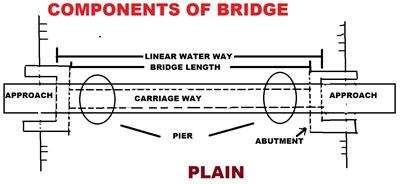 COMPONENTS OF BRIDGE
LINEAR WATER WAY
BRIDGE LENGTH
APPROACH
CARRIAGE WAY
APPROACH
PIER
ABUTMENT
PLAIN